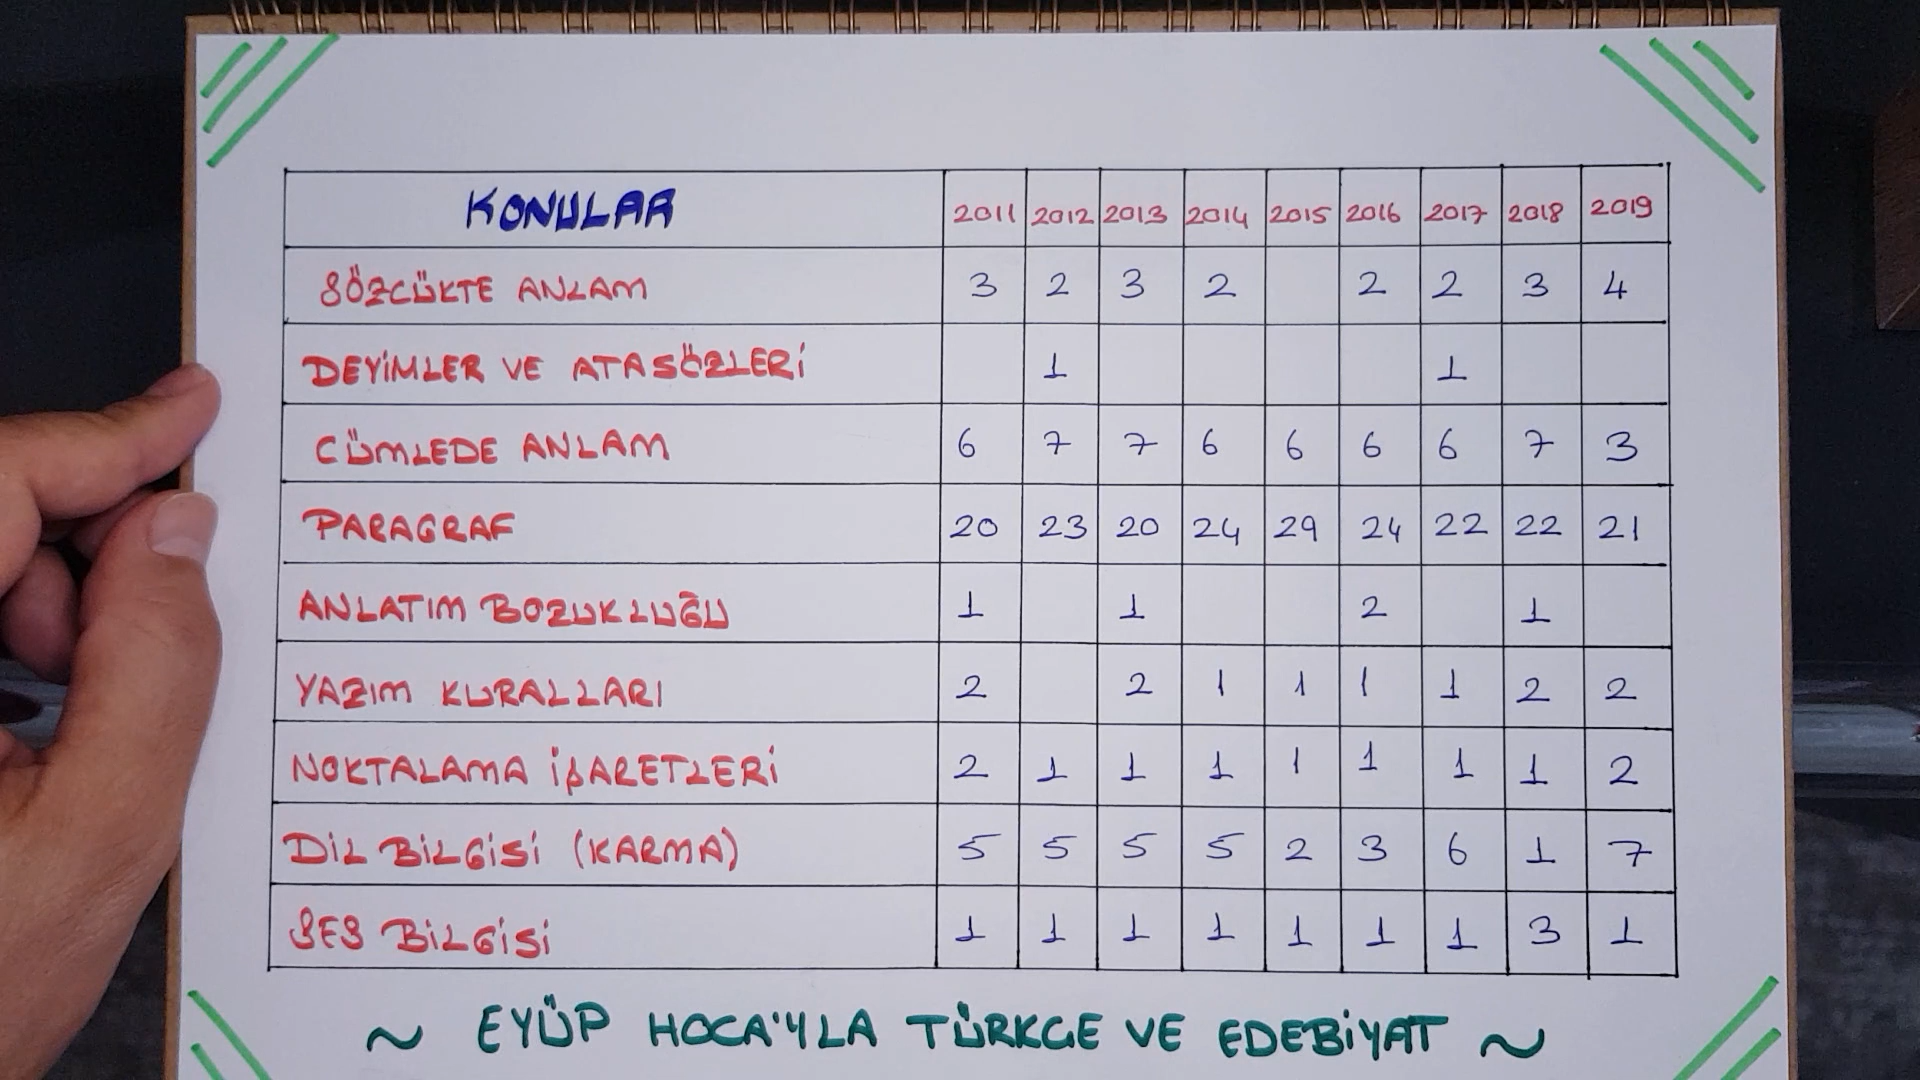 KONULAR 2011 2012 2013 2014 2015 2016 2017 2018 2019
SÖZCÜKTE ANLAM 3 2 3 2 2 2 3 4
DEYİMLER VE ATASÖZLERİ 1 1
CÜMLEDE ANLAM 6 7 7 6 6 6 6 7 3
PARAGRAF 20 23 20 24 29 24 22 22 21
ANLATIM BOZUKLUĞU 1 1 2 1
YAZIM KURALLARI 2 2 1 1 1 1 2 2
NOKTALAMA İŞARETLERİ 2 1 1 1 1 1 1 1 2
DİL BİLGİSİ (KARMA) 5 5 5 5 2 3 6 1 7
SES BİLGİSİ 1 1 1 1 1 1 1 3 1
~ EYÜP HOCA'YLA TÜRKÇE VE EDEBİYAT ~